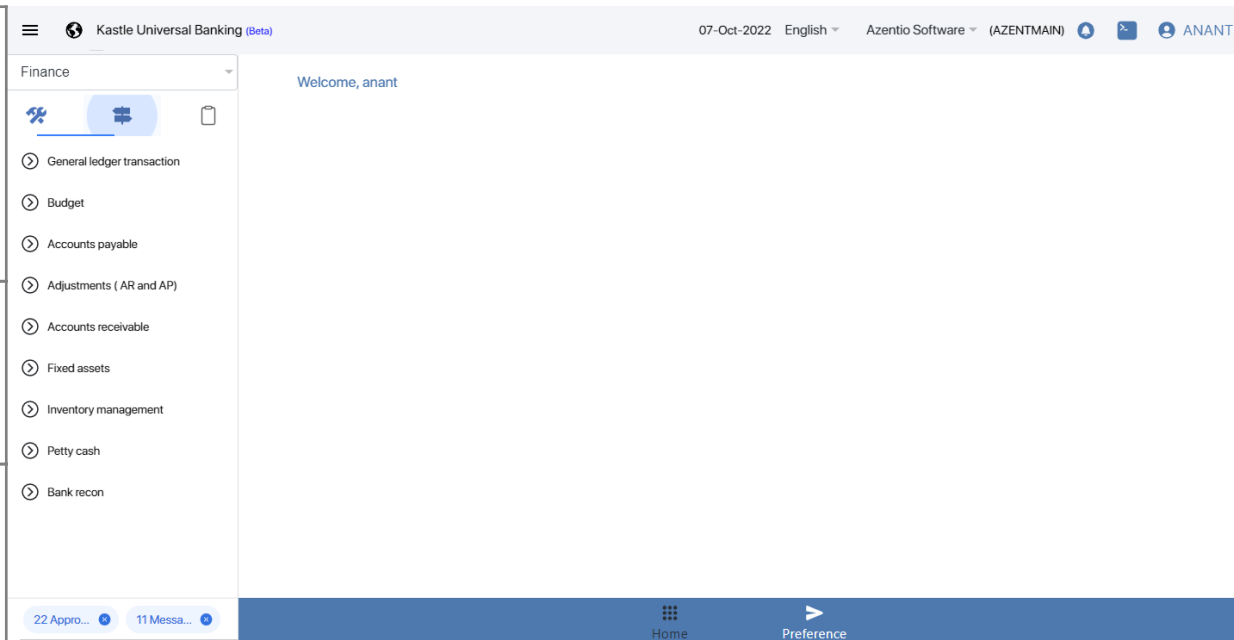 Kastle Universal Banking (Beta) 07-Oct-2022 English Azentio Software (AZENTMAIN) ANANT
Finance
Welcome, anant
General ledger transaction
Budget
Accounts payable
Adjustments ( AR and AP)
Accounts receivable
Fixed assets
Inventory management
Petty cash
Bank recon
22 Appro... 11 Messa...
Home Preference